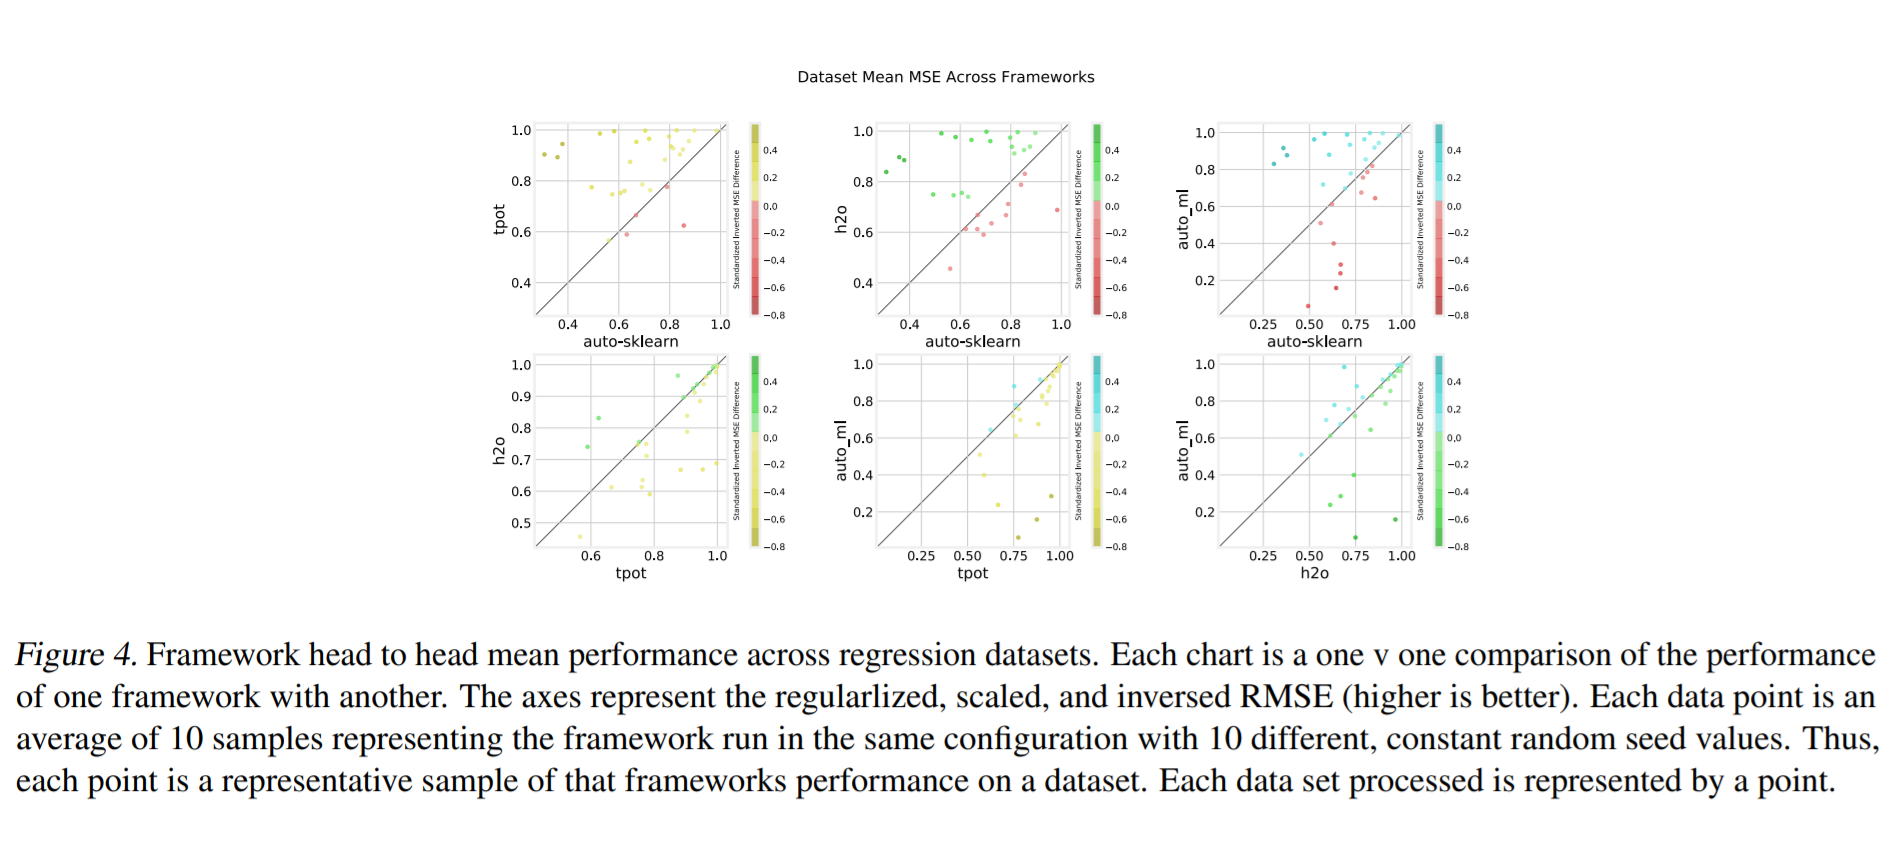 Dataset Mean MSE Across Frameworks
1.0
0.8
0.6
0.4
tpot
0.4 0.6 0.8 1.0
auto-sklearn
Standardized Inverted MSE Difference
0.4
0.2
0.0
−0.2
−0.4
−0.6
−0.8
1.0
0.8
0.6
0.4
h2o
0.4 0.6 0.8 1.0
auto-sklearn
Standardized Inverted MSE Difference
0.4
0.2
0.0
−0.2
−0.4
−0.6
−0.8
1.0
0.8
0.6
0.4
0.2
auto_ml
0.25 0.50 0.75 1.00
auto-sklearn
Standardized Inverted MSE Difference
0.4
0.2
0.0
−0.2
−0.4
−0.6
−0.8
1.0
0.9
0.8
0.7
0.6
0.5
h2o
0.6 0.8 1.0
tpot
Standardized Inverted MSE Difference
0.4
0.2
0.0
−0.2
−0.4
−0.6
−0.8
1.0
0.8
0.6
0.4
0.2
auto_ml
0.25 0.50 0.75 1.00
tpot
Standardized Inverted MSE Difference
0.4
0.2
0.0
−0.2
−0.4
−0.6
−0.8
1.0
0.8
0.6
0.4
0.2
auto_ml
0.25 0.50 0.75 1.00
h2o
Standardized Inverted MSE Difference
0.4
0.2
0.0
−0.2
−0.4
−0.6
−0.8
Figure 4. Framework head to head mean performance across regression datasets. Each chart is a one v one comparison of the performance
of one framework with another. The axes represent the regularlized, scaled, and inversed RMSE (higher is better). Each data point is an
average of 10 samples representing the framework run in the same configuration with 10 different, constant random seed values. Thus,
each point is a representative sample of that frameworks performance on a dataset. Each data set processed is represented by a point.